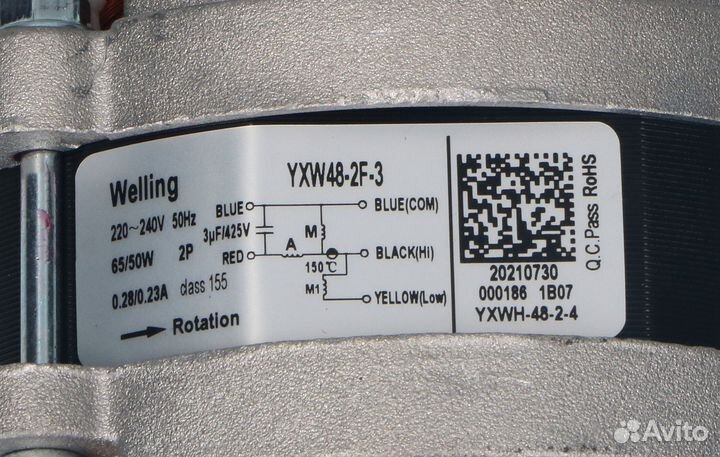 Welling
YXW48-2F-3
220~240V 50Hz
65/50W 2P
0.28/0.23A class 155
Rotation
BLUE
3μF/425V
RED
A
M
150℃
M1
BLUE(COM)
BLACK(Hi)
YELLOW(Low)
Q.C.Pass RoHS
20210730
000186 1B07
YXWH-48-2-4
Avito